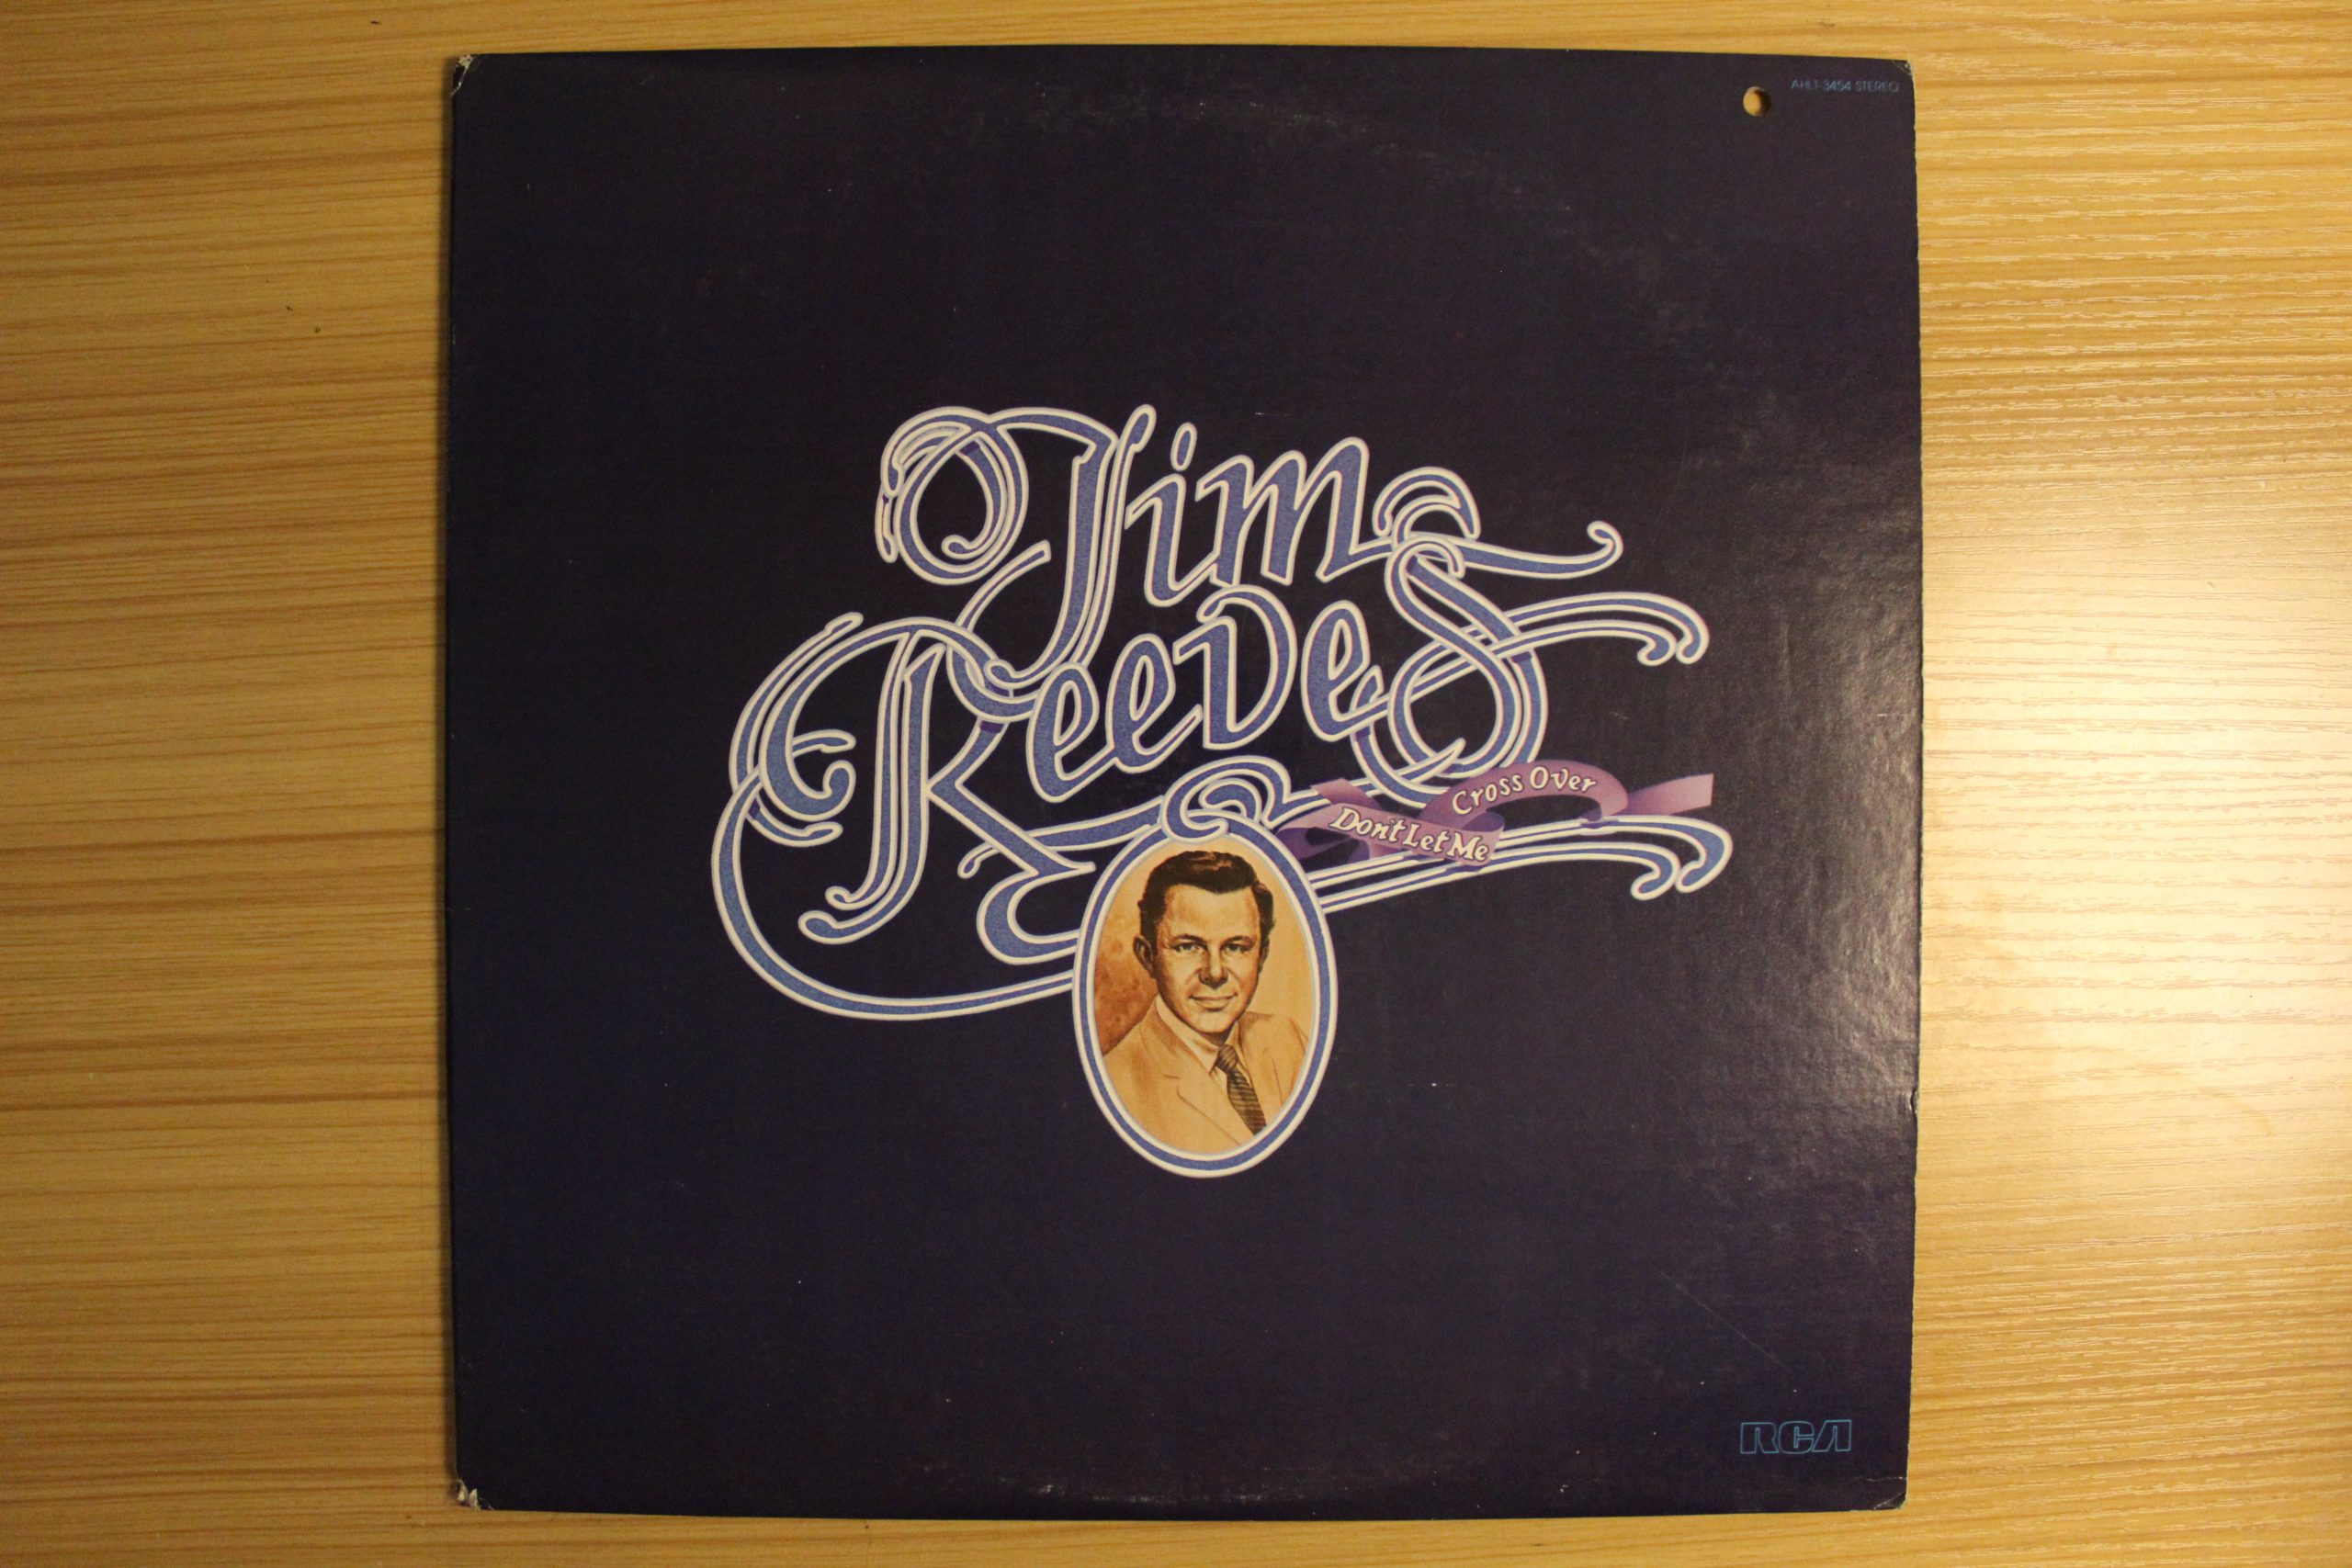 AHL1-3454 STEREO
Jim
Reeves
Don't Let Me
Cross Over
RCA